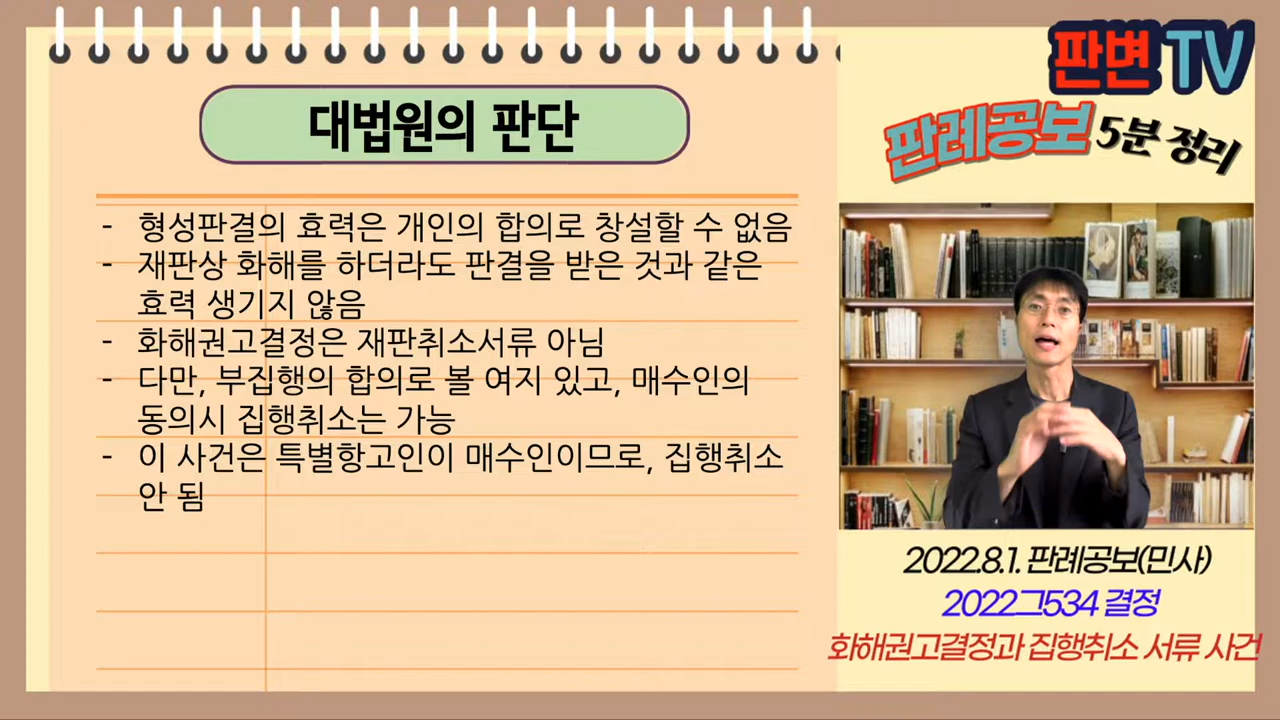 대법원의 판단
- 형성판결의 효력은 개인의 합의로 창설할 수 없음
- 재판상 화해를 하더라도 판결을 받은 것과 같은
효력 생기지 않음
- 화해권고결정은 재판취소서류 아님
- 다만, 부집행의 합의로 볼 여지 있고, 매수인의
동의시 집행취소는 가능
- 이 사건은 특별항고인이 매수인이므로, 집행취소
안 됨
판변 TV
판례공보 5분 정리
2022.8.1. 판례공보(민사)
2022그534 결정
화해권고결정과 집행취소 서류 사건